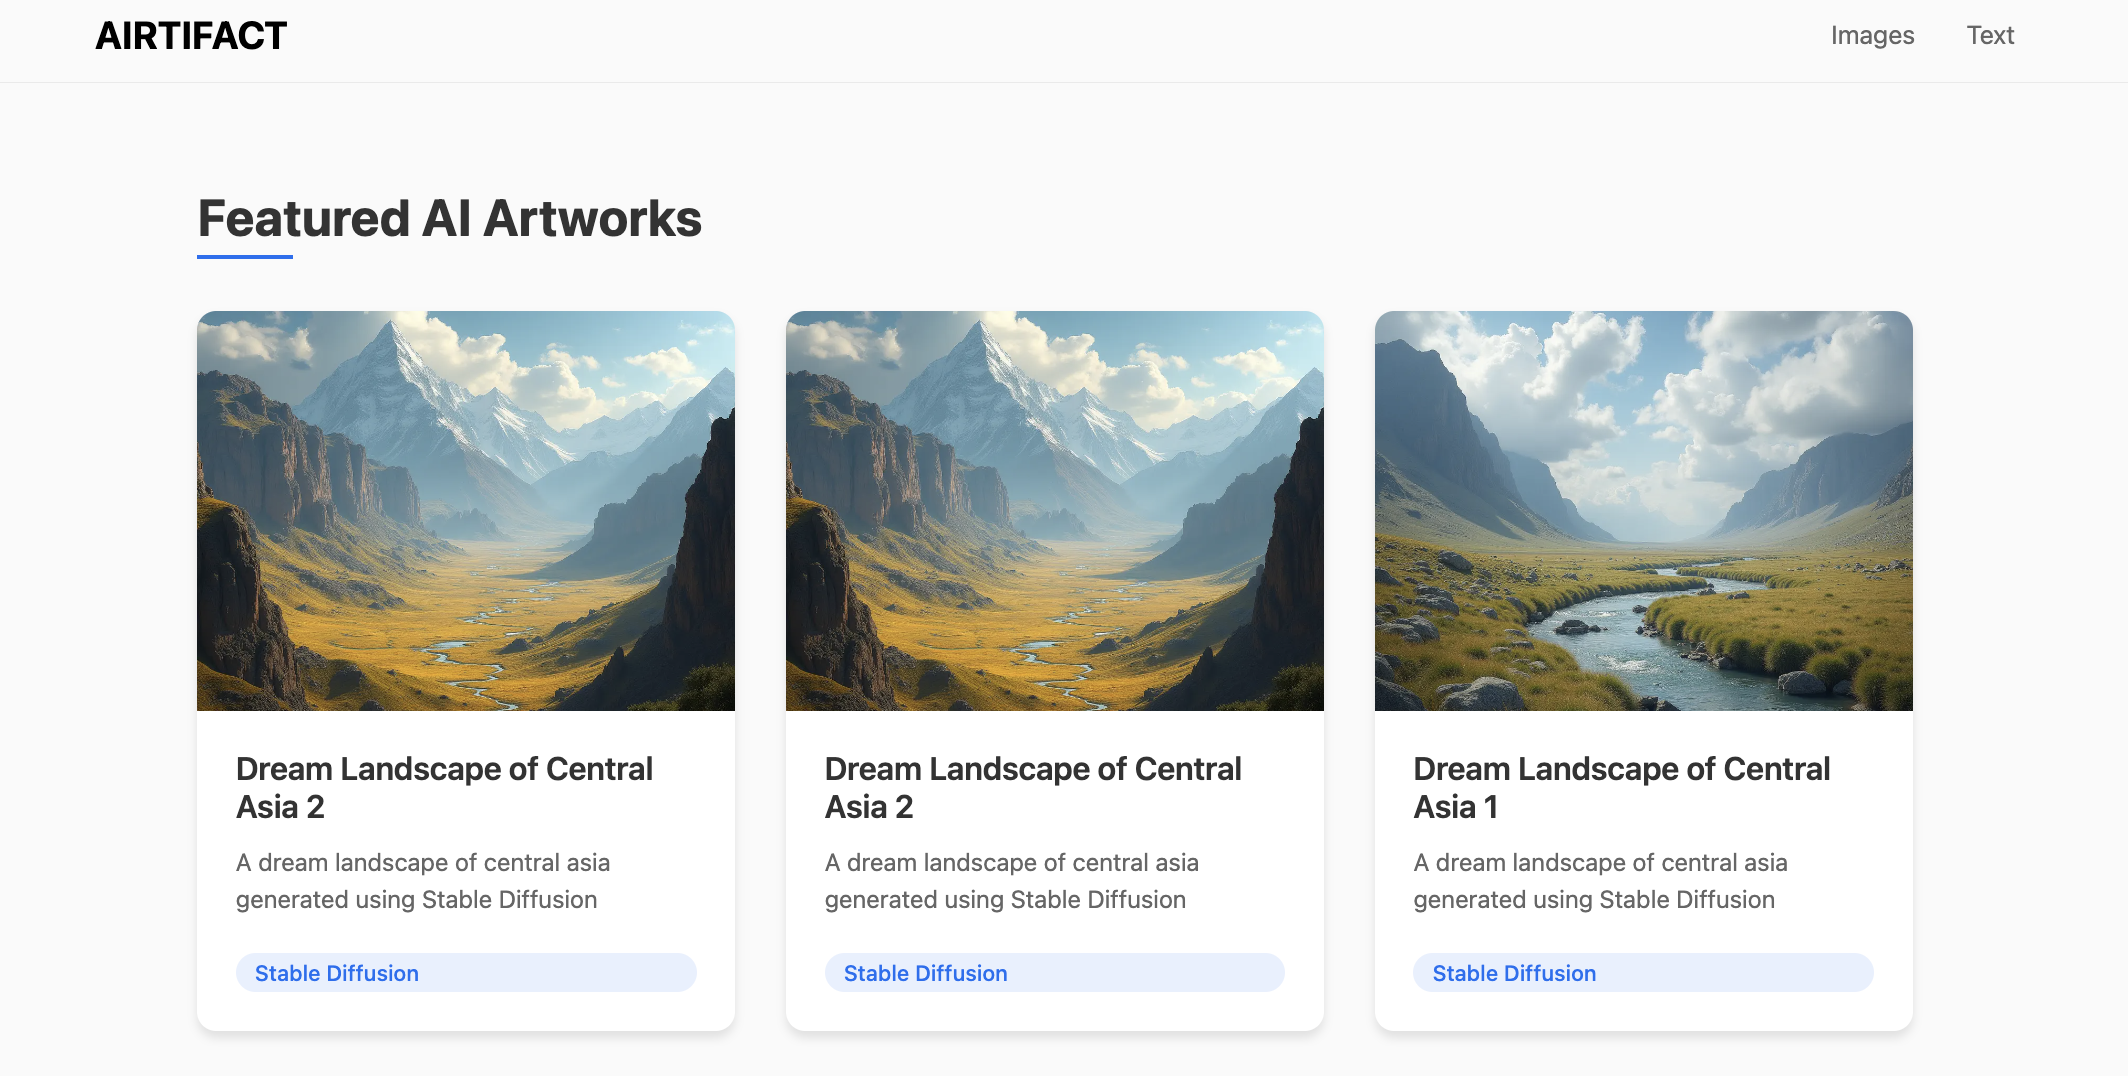 AIRTIFACT
Images
Text
Featured AI Artworks
Dream Landscape of Central
Asia 2
A dream landscape of central asia
generated using Stable Diffusion
Stable Diffusion
Dream Landscape of Central
Asia 2
A dream landscape of central asia
generated using Stable Diffusion
Stable Diffusion
Dream Landscape of Central
Asia 1
A dream landscape of central asia
generated using Stable Diffusion
Stable Diffusion